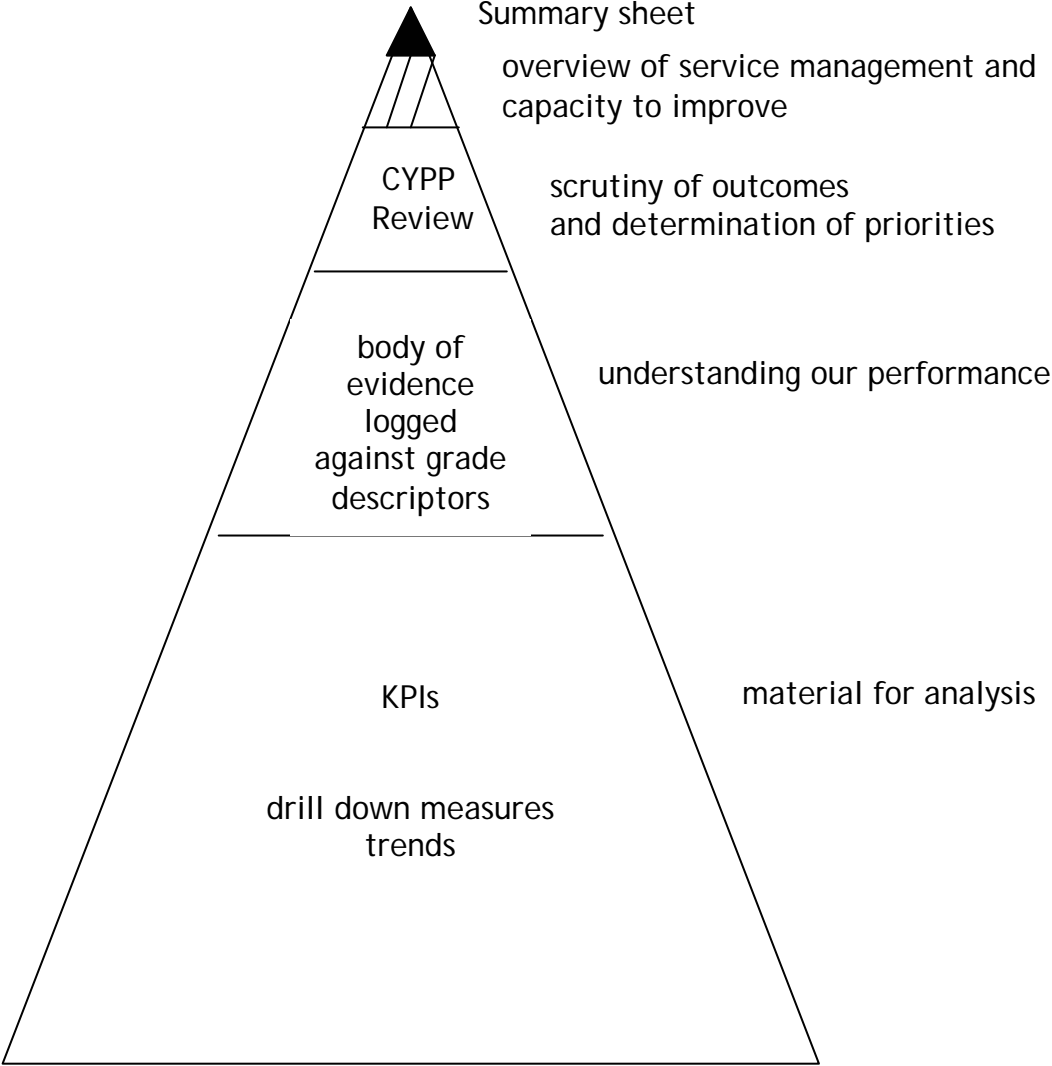 Summary sheet
overview of service management and
capacity to improve
CYPP
Review
scrutiny of outcomes
and determination of priorities
body of
evidence
logged
against grade
descriptors
understanding our performance
KPIs
material for analysis
drill down measures
trends